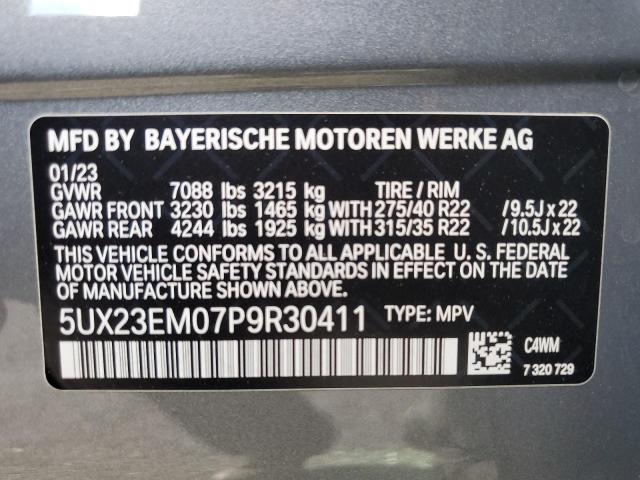 MFD BY BAYERISCHE MOTOREN WERKE AG
01/23
GVWR 7088 lbs 3215 kg TIRE / RIM
GAWR FRONT 3230 lbs 1465 kg WITH 275/40 R22 / 9.5J x 22
GAWR REAR 4244 lbs 1925 kg WITH 315/35 R22 / 10.5J x 22
THIS VEHICLE CONFORMS TO ALL APPLICABLE U. S. FEDERAL
MOTOR VEHICLE SAFETY STANDARDS IN EFFECT ON THE
DATE OF MANUFACTURE SHOWN ABOVE.
5UX23EM07P9R30411 TYPE: MPV
C4WM
7 320 729